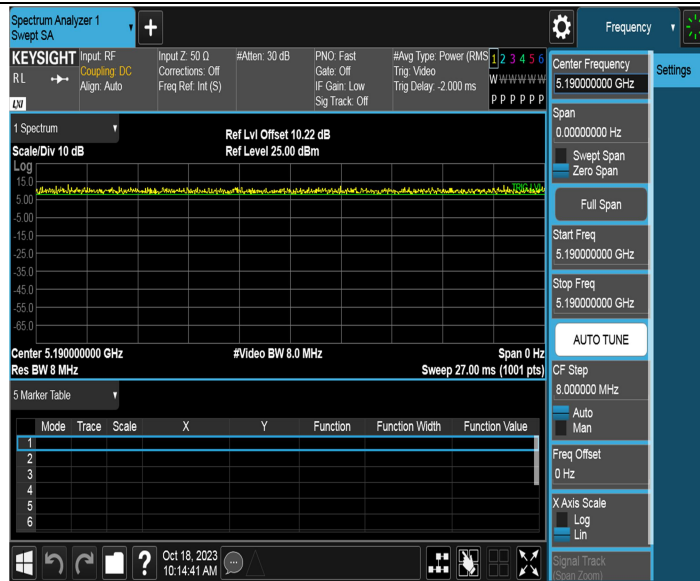 Spectrum Analyzer 1
Swept SA
Frequency
KEYSIGHT
RL
LXI
Input: RF
Coupling: DC
Align: Auto
Input Z: 50 Ω
Corrections: Off
Freq Ref: Int (S)
#Atten: 30 dB
PNO: Fast
Gate: Off
IF Gain: Low
Sig Track: Off
#Avg Type: Power (RMS
Trig: Video
Trig Delay: -2.000 ms
1 2 3 4 5 6
W W W W W W
P P P P P P
1 Spectrum
Scale/Div 10 dB
Ref Lvl Offset 10.22 dB
Ref Level 25.00 dBm
Log
15.0
5.00
-5.00
-15.0
-25.0
-35.0
-45.0
-55.0
-65.0
TRIG LVL
Center 5.190000000 GHz
#Video BW 8.0 MHz
Span 0 Hz
Res BW 8 MHz
Sweep 27.00 ms (1001 pts)
5 Marker Table
Mode Trace Scale X Y Function Function Width Function Value
1
2
3
4
5
6
Oct 18, 2023
10:14:41 AM
?
Settings
Center Frequency
5.190000000 GHz
Span
0.00000000 Hz
Swept Span
Zero Span
Full Span
Start Freq
5.190000000 GHz
Stop Freq
5.190000000 GHz
AUTO TUNE
CF Step
8.000000 MHz
Auto
Man
Freq Offset
0 Hz
X Axis Scale
Log
Lin
Signal Track
(Span Zoom)